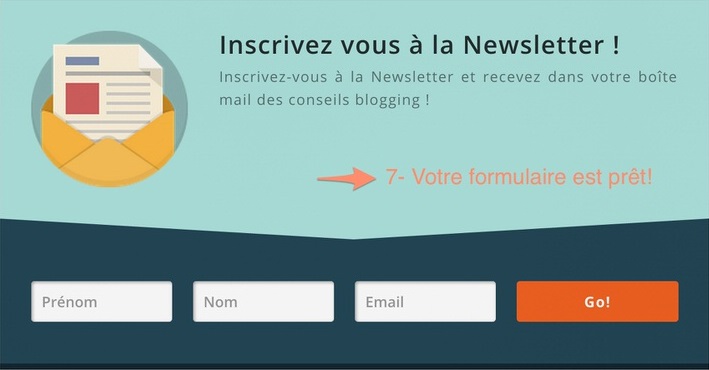 Inscrivez vous à la Newsletter !
Inscrivez-vous à la Newsletter et recevez dans votre boîte
mail des conseils blogging !
7- Votre formulaire est prêt!
Prénom
Nom
Email
Go!